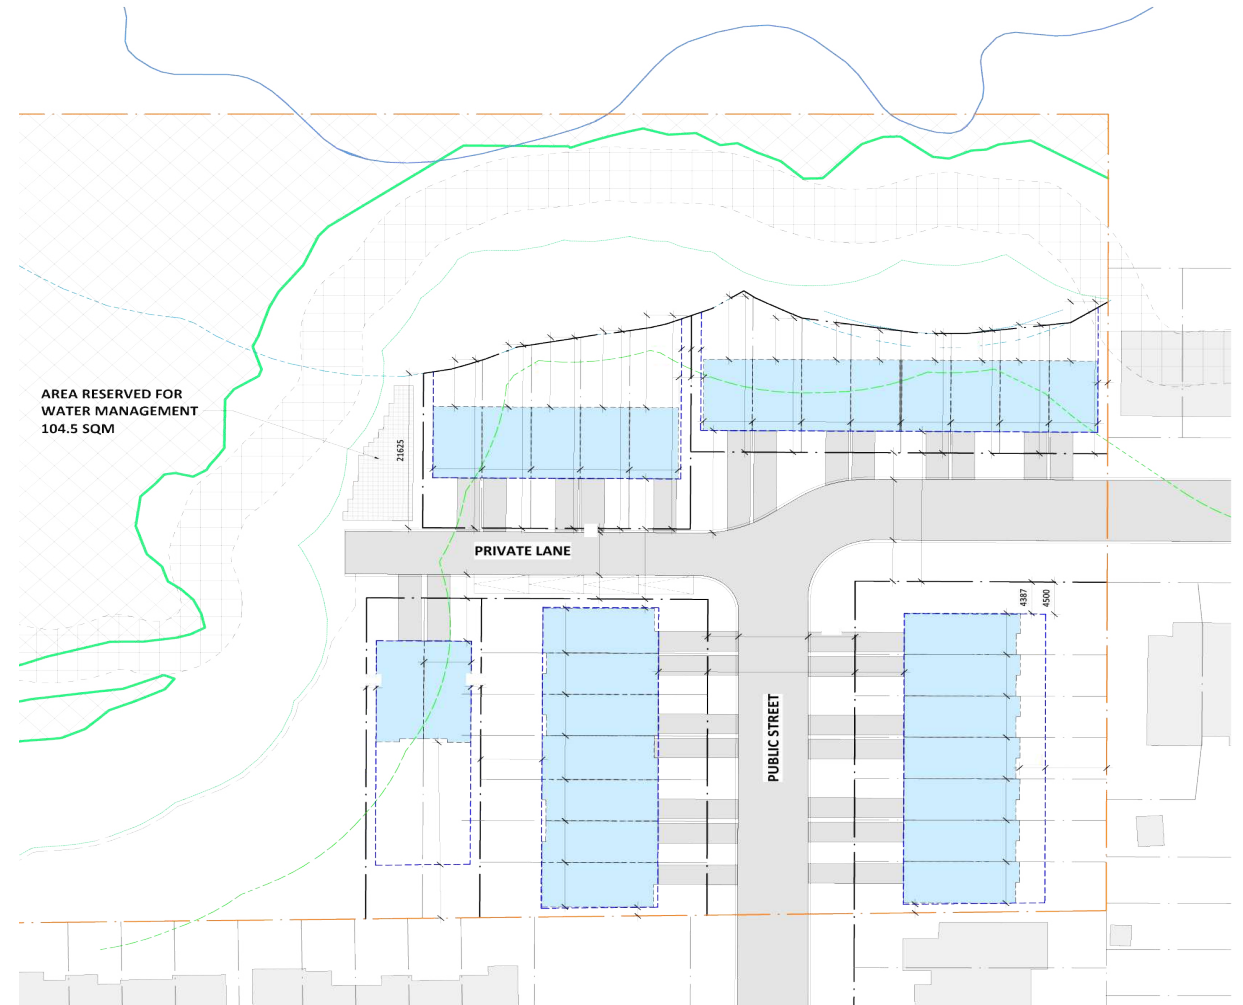 AREA RESERVED FOR
WATER MANAGEMENT
104.5 SQM
21625
PRIVATE LANE
4387
4500
PUBLIC STREET